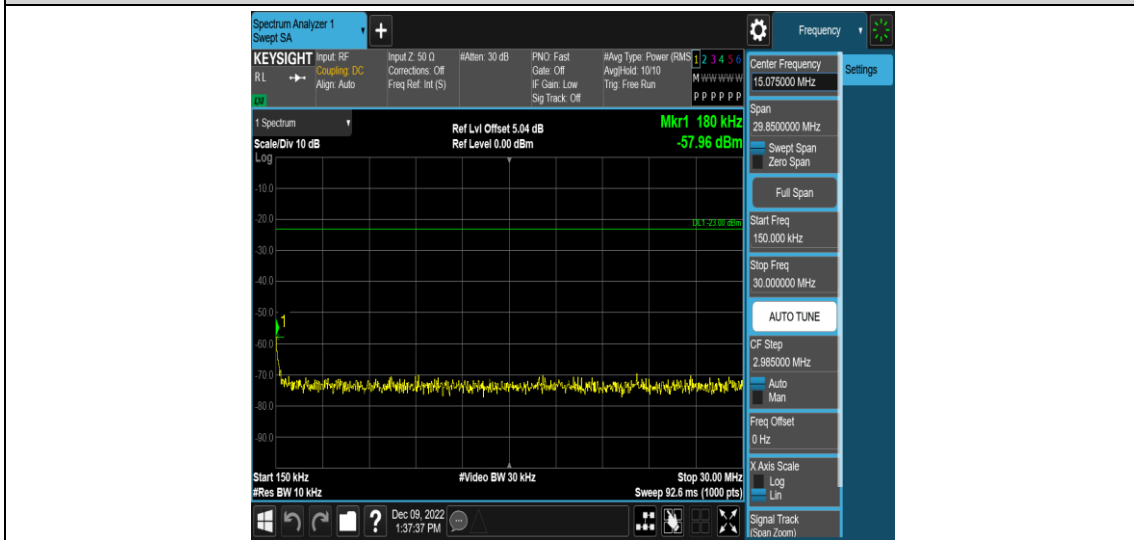 Spectrum Analyzer 1
Swept SA
+
Frequency
KEYSIGHT
RL
LXI
Input: RF
Coupling: DC
Align: Auto
Input Z: 50 Ω
Corrections: Off
Freq Ref: Int (S)
#Atten: 30 dB
PNO: Fast
Gate: Off
IF Gain: Low
Sig Track: Off
#Avg Type: Power (RMS
Avg|Hold: 10/10
Trig: Free Run
1 2 3 4 5 6
M W W W W W
P P P P P P
1 Spectrum
Scale/Div 10 dB
Ref Lvl Offset 5.04 dB
Ref Level 0.00 dBm
Mkr1 180 kHz
-57.96 dBm
Log
-10.0
-20.0
DL1 -23.00 dBm
-30.0
-40.0
-50.0
1
-60.0
-70.0
-80.0
-90.0
Start 150 kHz
#Res BW 10 kHz
#Video BW 30 kHz
Stop 30.00 MHz
Sweep 92.6 ms (1000 pts)
Center Frequency
15.075000 MHz
Settings
Span
29.8500000 MHz
Swept Span
Zero Span
Full Span
Start Freq
150.000 kHz
Stop Freq
30.000000 MHz
AUTO TUNE
CF Step
2.985000 MHz
Auto
Man
Freq Offset
0 Hz
X Axis Scale
Log
Lin
Signal Track
(Span Zoom)
?
Dec 09, 2022
1:37:37 PM